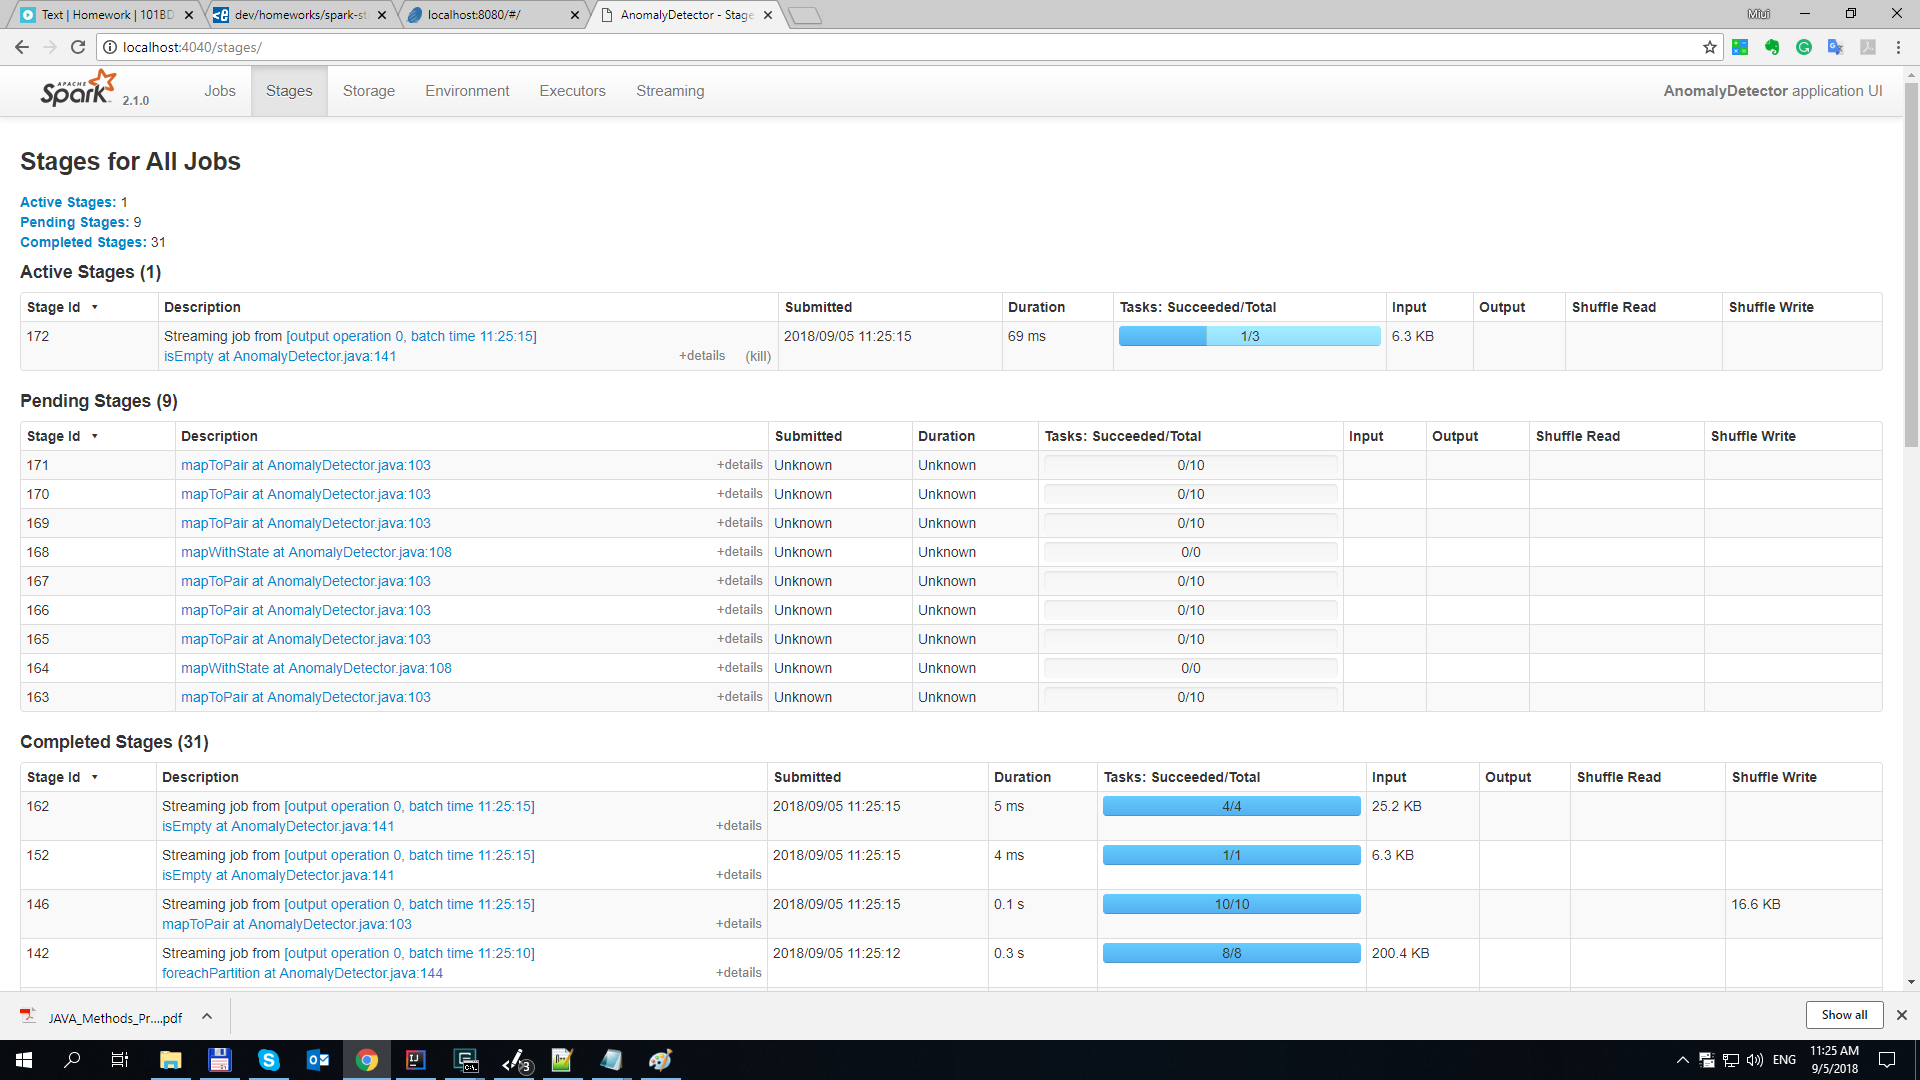 Text | Homework | 101BD
dev/homeworks/spark-st
localhost:8080/#/
AnomalyDetector - Stage
Miui
localhost:4040/stages/
APACHE Spark 2.1.0
Jobs
Stages
Storage
Environment
Executors
Streaming
AnomalyDetector application UI
Stages for All Jobs
Active Stages: 1
Pending Stages: 9
Completed Stages: 31
Active Stages (1)
Stage Id Description Submitted Duration Tasks: Succeeded/Total Input Output Shuffle Read Shuffle Write
172 Streaming job from [output operation 0, batch time 11:25:15] 2018/09/05 11:25:15 69 ms 1/3 6.3 KB
isEmpty at AnomalyDetector.java:141 +details (kill)
Pending Stages (9)
Stage Id Description Submitted Duration Tasks: Succeeded/Total Input Output Shuffle Read Shuffle Write
171 mapToPair at AnomalyDetector.java:103 +details Unknown Unknown 0/10
170 mapToPair at AnomalyDetector.java:103 +details Unknown Unknown 0/10
169 mapToPair at AnomalyDetector.java:103 +details Unknown Unknown 0/10
168 mapWithState at AnomalyDetector.java:108 +details Unknown Unknown 0/0
167 mapToPair at AnomalyDetector.java:103 +details Unknown Unknown 0/10
166 mapToPair at AnomalyDetector.java:103 +details Unknown Unknown 0/10
165 mapToPair at AnomalyDetector.java:103 +details Unknown Unknown 0/10
164 mapWithState at AnomalyDetector.java:108 +details Unknown Unknown 0/0
163 mapToPair at AnomalyDetector.java:103 +details Unknown Unknown 0/10
Completed Stages (31)
Stage Id Description Submitted Duration Tasks: Succeeded/Total Input Output Shuffle Read Shuffle Write
162 Streaming job from [output operation 0, batch time 11:25:15] 2018/09/05 11:25:15 5 ms 4/4 25.2 KB
isEmpty at AnomalyDetector.java:141 +details
152 Streaming job from [output operation 0, batch time 11:25:15] 2018/09/05 11:25:15 4 ms 1/1 6.3 KB
isEmpty at AnomalyDetector.java:141 +details
146 Streaming job from [output operation 0, batch time 11:25:15] 2018/09/05 11:25:15 0.1 s 10/10 16.6 KB
mapToPair at AnomalyDetector.java:103 +details
142 Streaming job from [output operation 0, batch time 11:25:10] 2018/09/05 11:25:12 0.3 s 8/8 200.4 KB
foreachPartition at AnomalyDetector.java:144 +details
JAVA_Methods_Pr....pdf
Show all
3
ENG
11:25 AM
9/5/2018